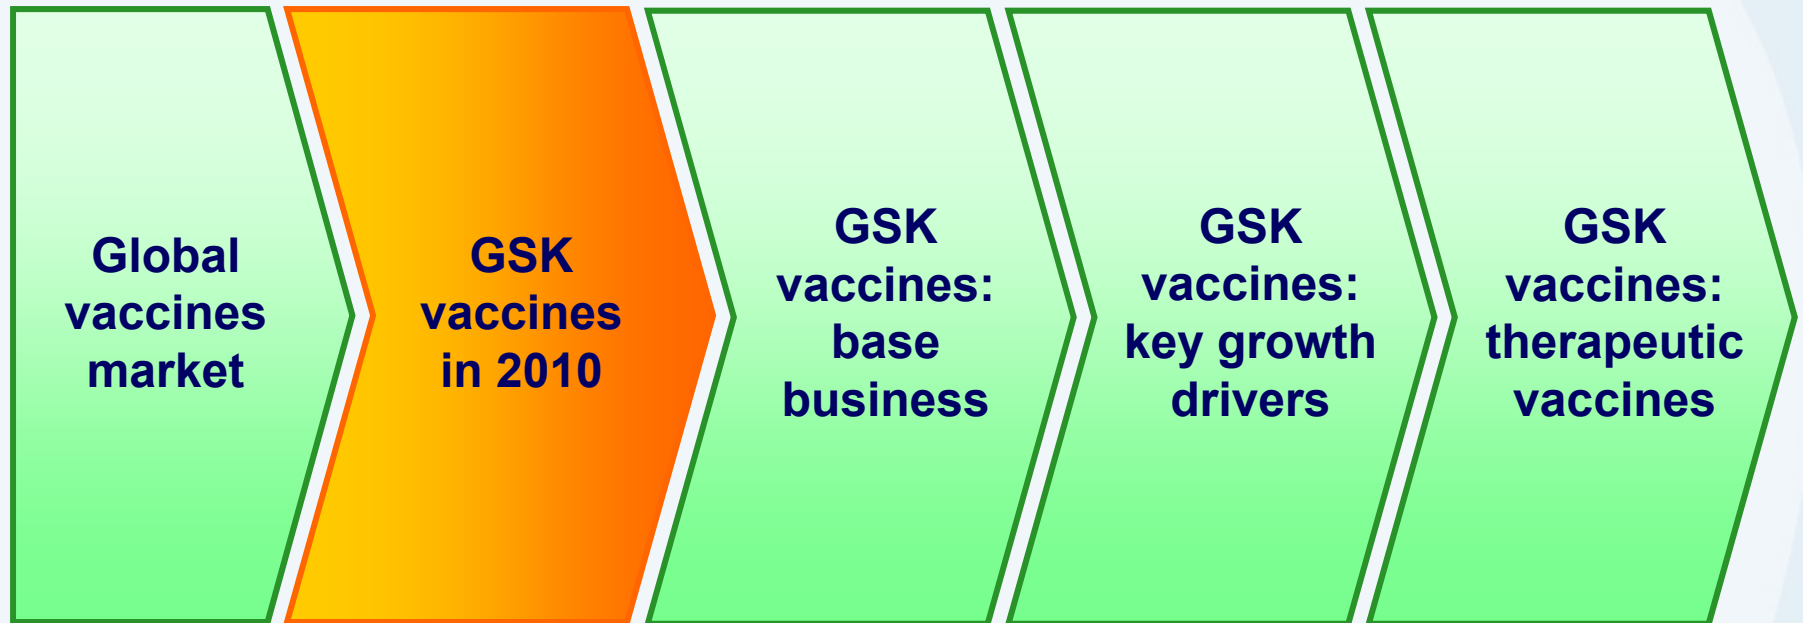 Global
vaccines
market
GSK
vaccines
in 2010
GSK
vaccines:
base
business
GSK
vaccines:
key growth
drivers
GSK
vaccines:
therapeutic
vaccines